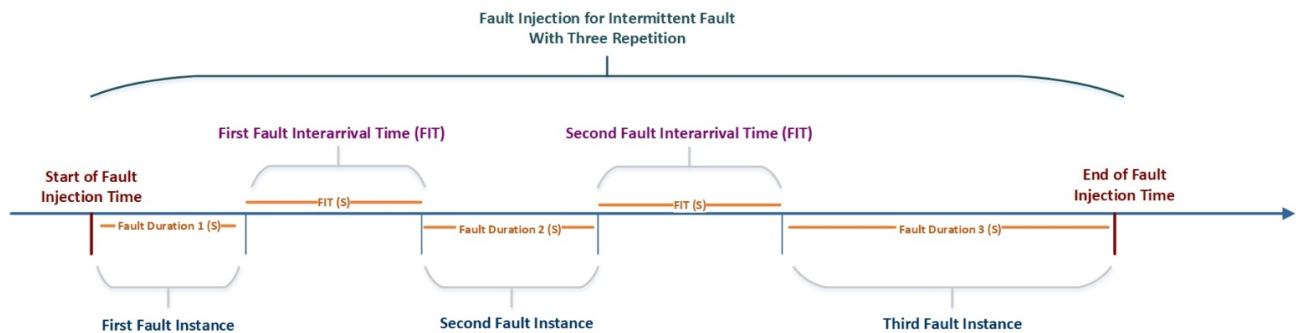 Fault Injection for Intermittent Fault
With Three Repetition
First Fault Interarrival Time (FIT)
Second Fault Interarrival Time (FIT)
Start of Fault
Injection Time
End of Fault
Injection Time
FIT (S)
FIT (S)
Fault Duration 1 (S)
Fault Duration 2 (S)
Fault Duration 3 (S)
First Fault Instance
Second Fault Instance
Third Fault Instance